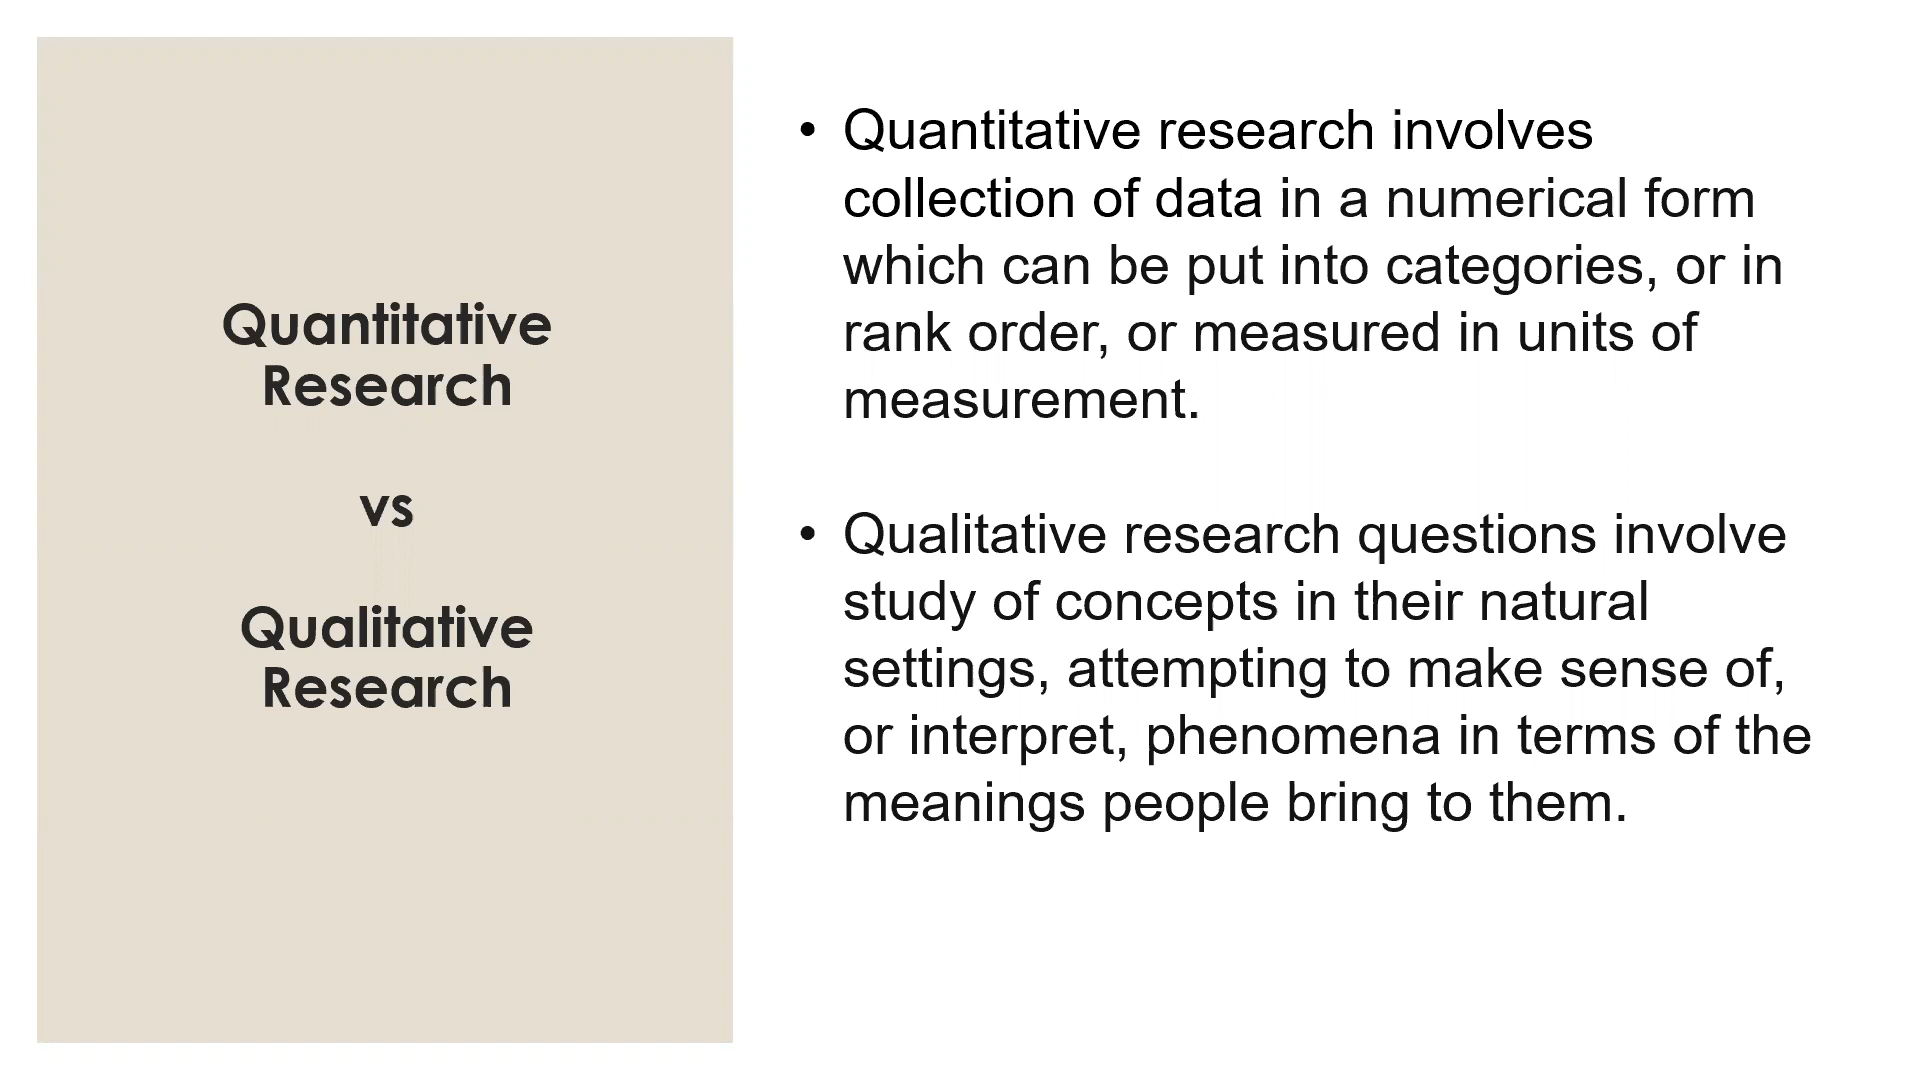 Quantitative
Research
vs
Qualitative
Research
• Quantitative research involves
collection of data in a numerical form
which can be put into categories, or in
rank order, or measured in units of
measurement.
• Qualitative research questions involve
study of concepts in their natural
settings, attempting to make sense of,
or interpret, phenomena in terms of the
meanings people bring to them.